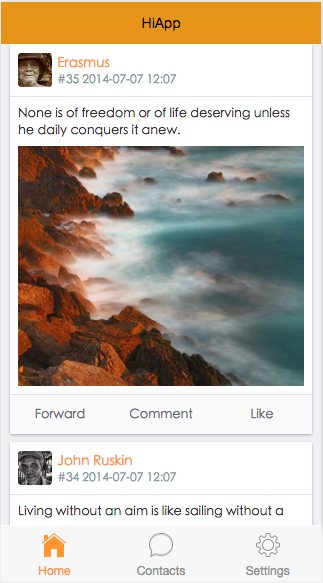 HiApp
Erasmus
#35 2014-07-07 12:07
None is of freedom or of life deserving unless
he daily conquers it anew.
Forward Comment Like
John Ruskin
#34 2014-07-07 12:07
Living without an aim is like sailing without a
Home Contacts Settings